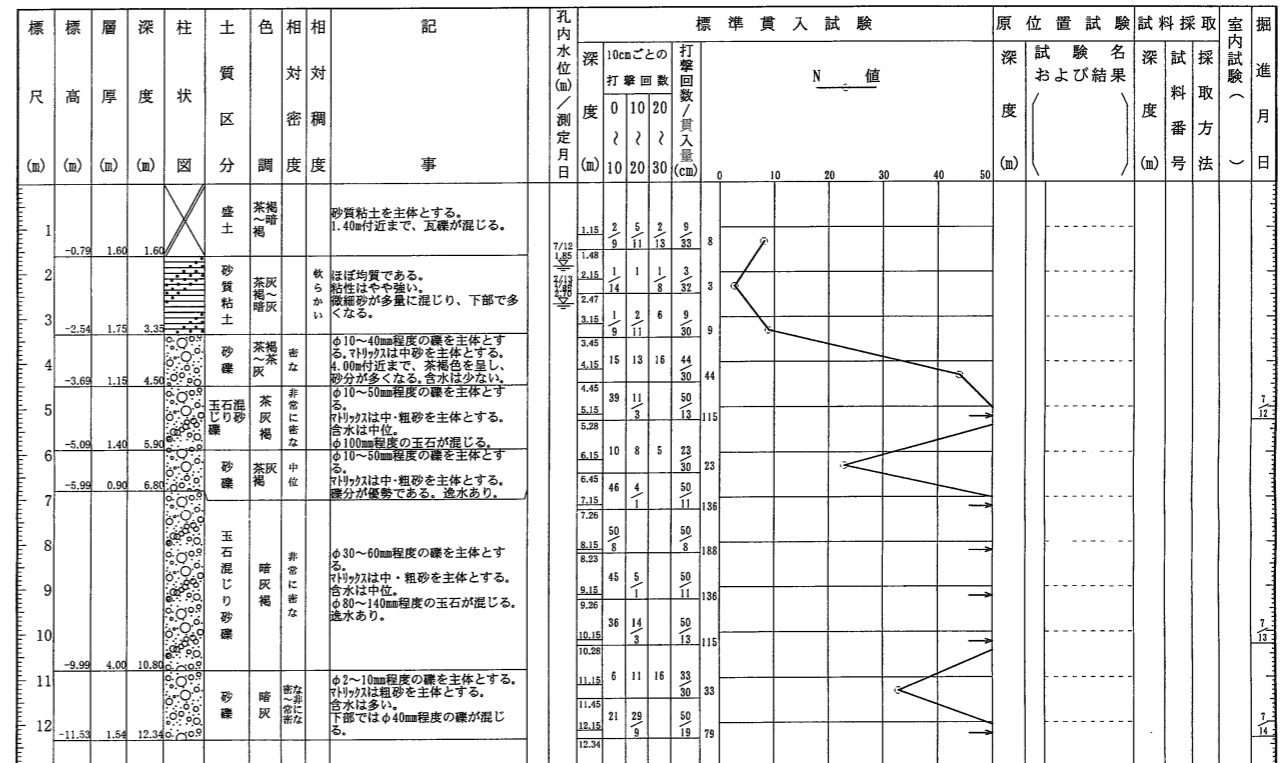 標尺(m) 標高(m) 層厚(m) 深度(m) 柱状図 土質区分 色調 相対密度 相対稠度 記事 孔内水位(m)/測定月日 標準貫入試験 原位置試験 試料採取 室内試験( ) 掘進月日
深度(m) 10cmごとの打撃回数 打撃回数/貫入量(cm) N 値 深度(m) 試験名および結果 深度(m) 試料番号 採取方法
0〜10 10〜20 20〜30
0 10 20 30 40 50
1 2 3 4 5 6 7 8 9 10 11 12
-0.79 1.60 1.60 盛土 茶褐〜暗褐
砂質粘土を主体とする。
1.40m付近まで、瓦礫が混じる。
-2.54 1.75 3.35 砂質粘土 茶灰褐〜暗灰 軟らかい
ほぼ均質である。
粘性はやや強い。
微細砂が多量に混じり、下部で多
くなる。
-3.69 1.15 4.50 砂礫 茶褐〜茶灰 密な
φ10〜40mm程度の礫を主体とす
る。マトリックスは中砂を主体とする。
4.00m付近まで、茶褐色を呈し、
砂分が多くなる。含水は少ない。
-5.09 1.40 5.90 玉石混じり砂礫 茶灰褐 非常に密な
φ10〜50mm程度の礫を主体とす
る。
マトリックスは中・粗砂を主体とする。
含水は中位。
φ100mm程度の玉石が混じる。
-5.99 0.90 6.80 砂礫 茶灰褐 中位
φ10〜50mm程度の礫を主体とす
る。
マトリックスは中・粗砂を主体とする。
礫分が優勢である。逸水あり。
-9.99 4.00 10.80 玉石混じり砂礫 暗灰褐 非常に密な
φ30〜60mm程度の礫を主体とす
る。
マトリックスは中・粗砂を主体とする。
含水は中位。
φ80〜140mm程度の玉石が混じる。
逸水あり。
-11.53 1.54 12.34 砂礫 暗灰 密な〜非常に密な
φ2〜10mm程度の礫を主体とする。
マトリックスは粗砂を主体とする。
含水は多い。
下部ではφ40mm程度の礫が混じ
る。
7/12
1.85
7/13
1.15 2/9 5/11 2/13 9/33 8
1.48
2.15 1/14 1 1/8 3/32 3
2.47
3.15 1/9 2/11 6 9/30 9
3.45
4.15 15 13 16 44/30 44
4.45
5.15 39 11/3 50/13 115
5.28
6.15 10 8 5 23/30 23
6.45
7.15 46 4/1 50/11 136
7.26
8.15 50/8 50/8 188
8.23
9.15 45 5/1 50/11 136
9.26
10.15 36 14/3 50/13 115
10.28
11.15 6 11 16 33/30 33
11.45
12.15 21 29/9 50/19 79
12.34
7/12
7/13
7/14